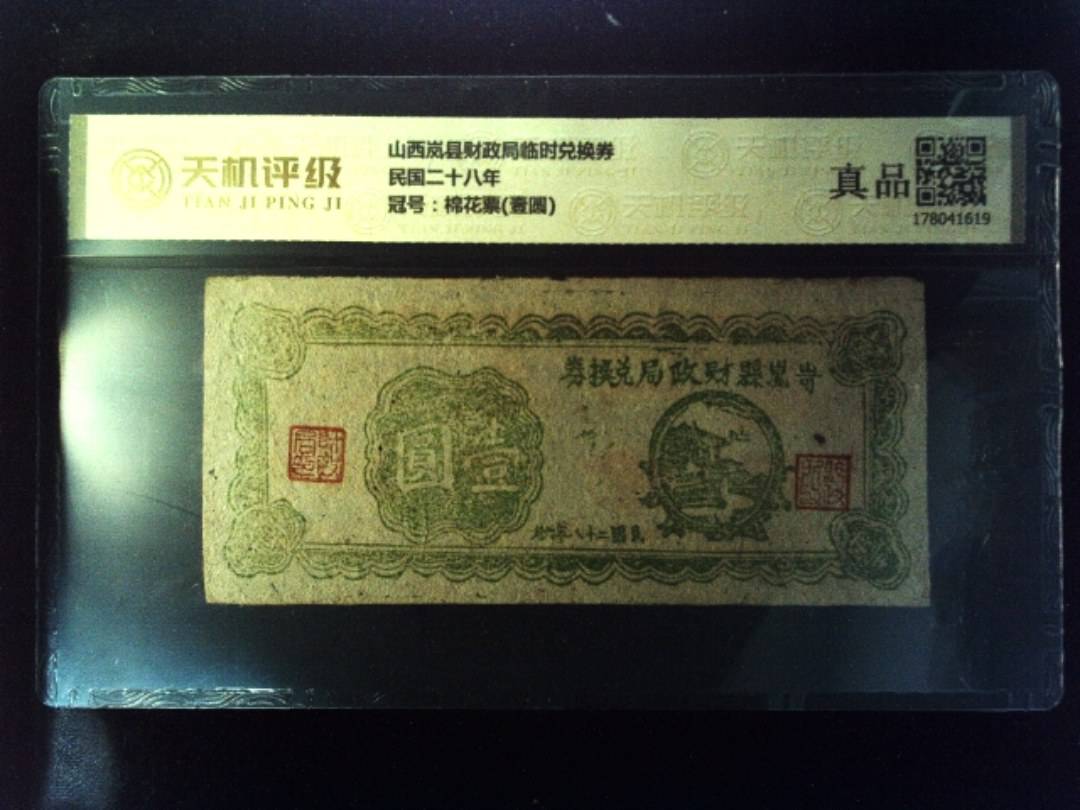 天机评级
TIAN JI PING JI
山西岚县财政局临时兑换券
民国二十八年
冠号：棉花票(壹圆)
真品
178041619
岢嵐縣財政局兑換券
壹圓
民國二十八年